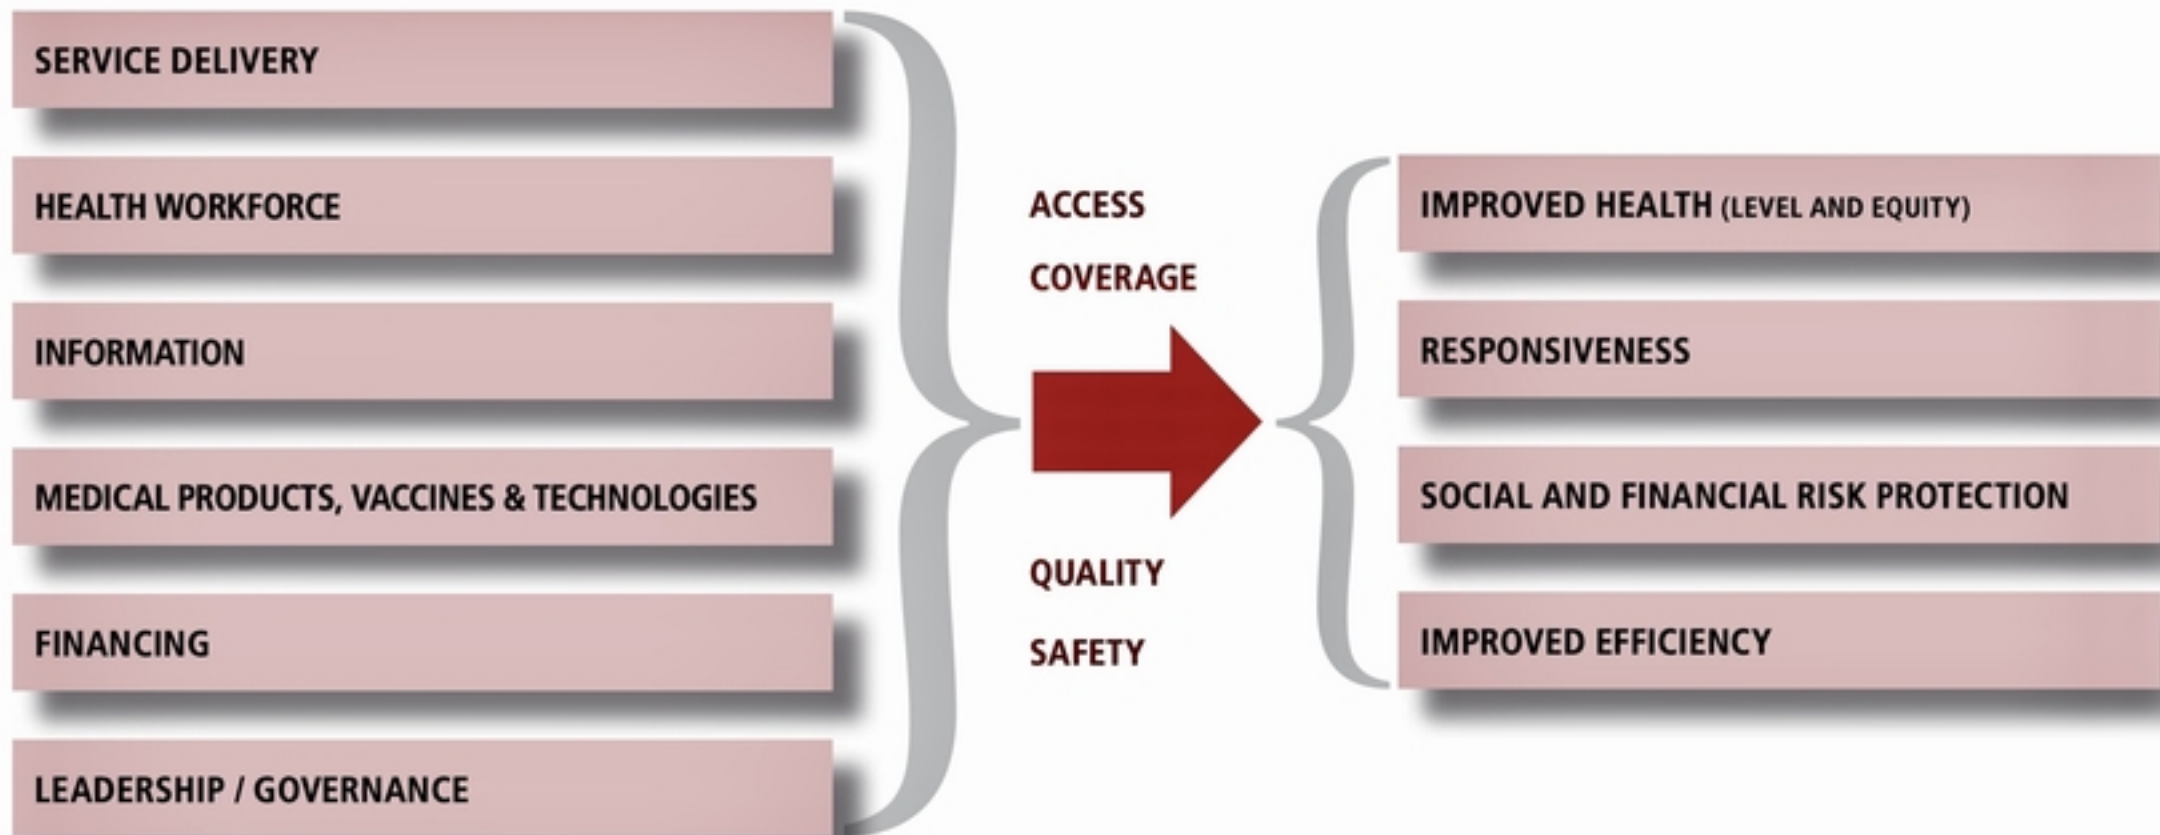 SERVICE DELIVERY
HEALTH WORKFORCE
INFORMATION
MEDICAL PRODUCTS, VACCINES & TECHNOLOGIES
FINANCING
LEADERSHIP / GOVERNANCE
ACCESS
COVERAGE
QUALITY
SAFETY
IMPROVED HEALTH (LEVEL AND EQUITY)
RESPONSIVENESS
SOCIAL AND FINANCIAL RISK PROTECTION
IMPROVED EFFICIENCY